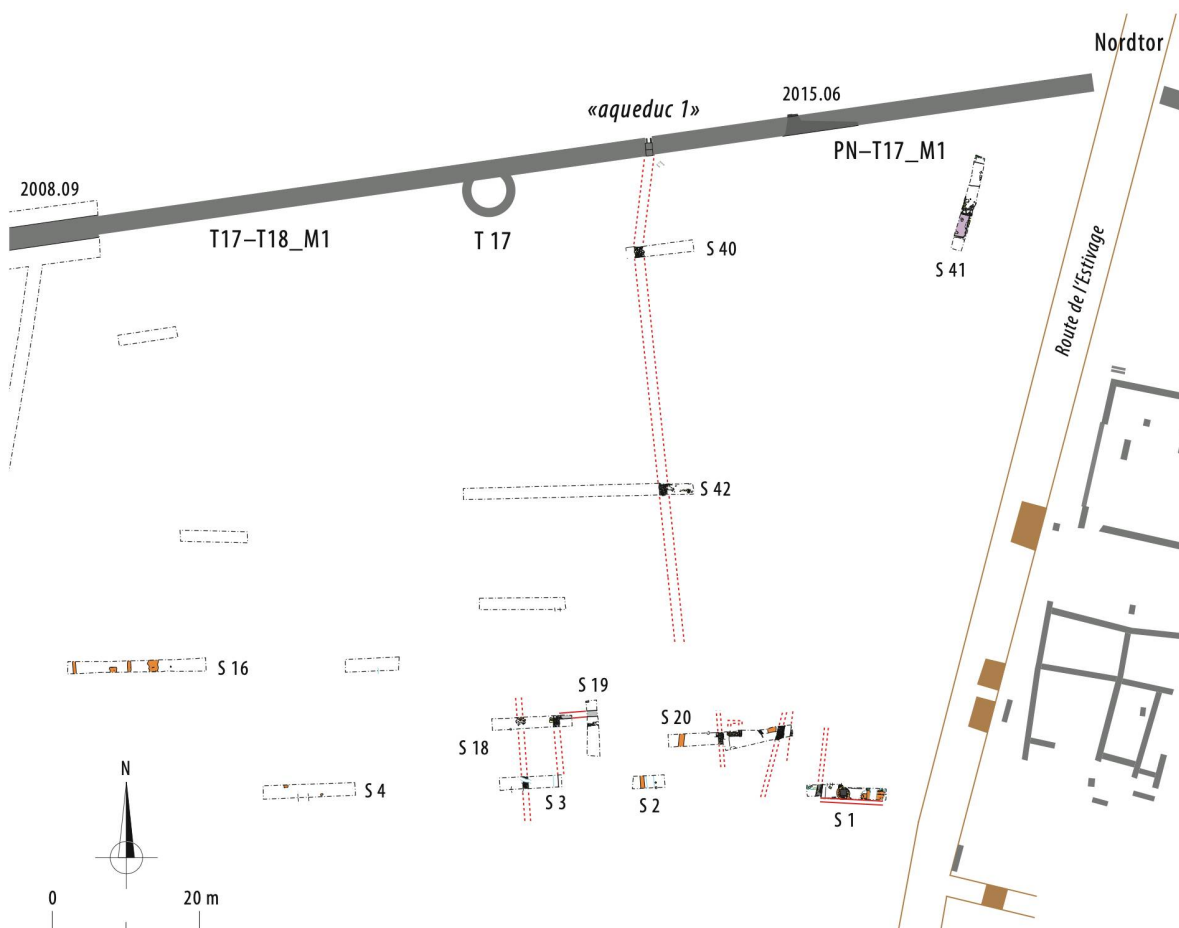 Nordtor
2015.06
«aqueduc 1»
PN–T17_M1
2008.09
T17–T18_M1
T 17
S 40
S 41
Route de l'Estivage
S 42
S 16
S 19
S 18
S 20
S 4
S 3
S 2
S 1
N
0 20 m